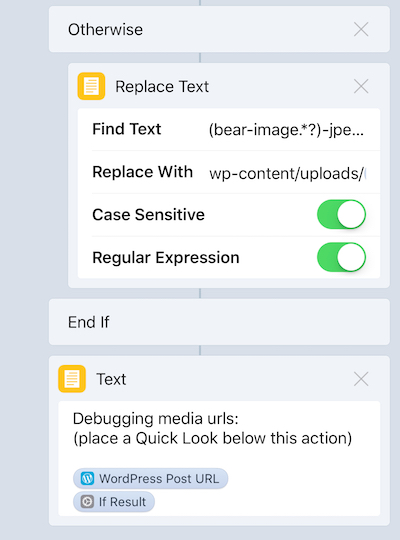 Otherwise
Replace Text
Find Text (bear-image.*?)-jpe...
Replace With wp-content/uploads/
Case Sensitive
Regular Expression
End If
Text
Debugging media urls:
(place a Quick Look below this action)
WordPress Post URL
If Result